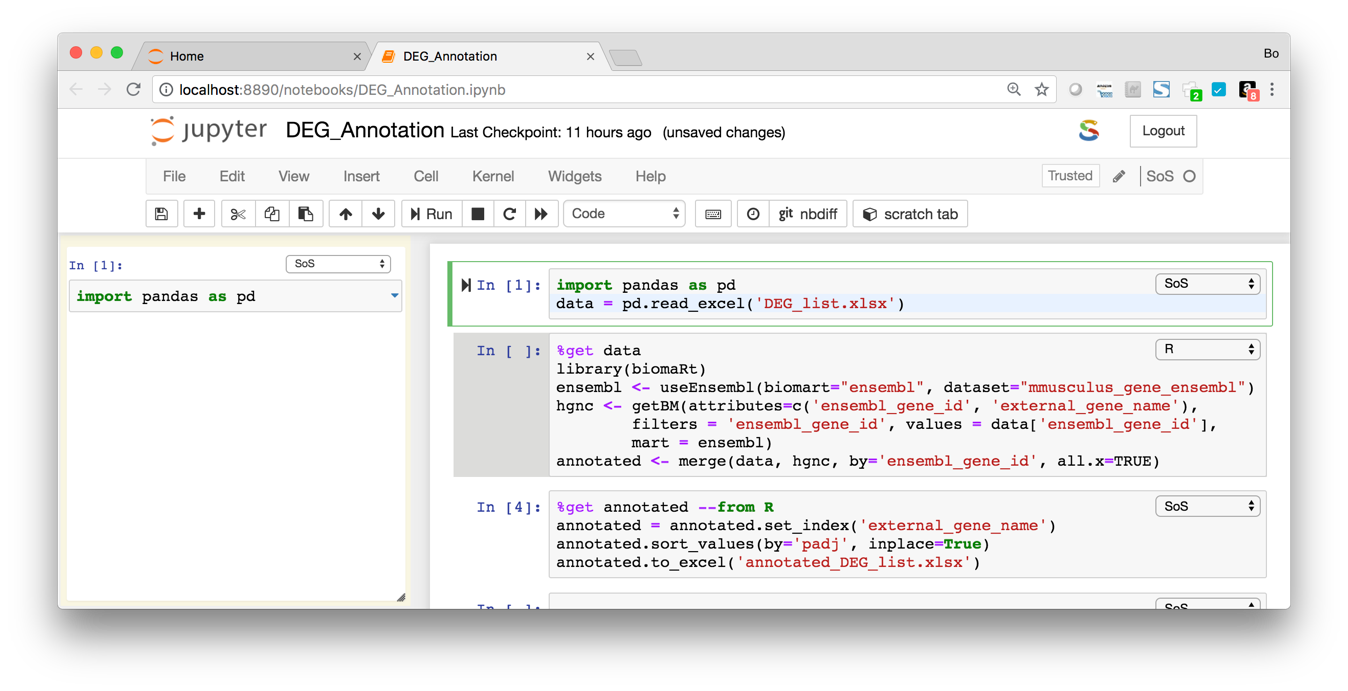 Home
DEG_Annotation
Bo
localhost:8890/notebooks/DEG_Annotation.ipynb
2
8
jupyter DEG_Annotation Last Checkpoint: 11 hours ago (unsaved changes)
Logout
File Edit View Insert Cell Kernel Widgets Help
Trusted
SoS
Run
Code
git nbdiff
scratch tab
In [1]:
SoS
import pandas as pd
In [1]:
SoS
import pandas as pd
data = pd.read_excel('DEG_list.xlsx')
In [ ]:
R
%get data
library(biomaRt)
ensembl <- useEnsembl(biomart="ensembl", dataset="mmusculus_gene_ensembl")
hgnc <- getBM(attributes=c('ensembl_gene_id', 'external_gene_name'),
filters = 'ensembl_gene_id', values = data['ensembl_gene_id'],
mart = ensembl)
annotated <- merge(data, hgnc, by='ensembl_gene_id', all.x=TRUE)
In [4]:
SoS
%get annotated --from R
annotated = annotated.set_index('external_gene_name')
annotated.sort_values(by='padj', inplace=True)
annotated.to_excel('annotated_DEG_list.xlsx')
In [ ]:
SoS